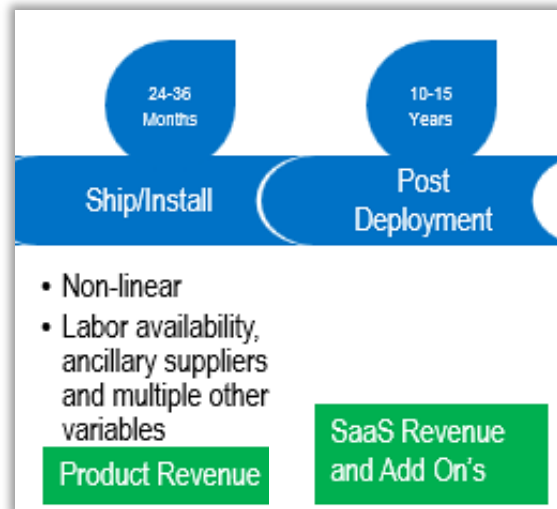 24-36
Months
10-15
Years
Ship/Install
Post
Deployment
• Non-linear
• Labor availability,
ancillary suppliers
and multiple other
variables
Product Revenue
SaaS Revenue
and Add On's